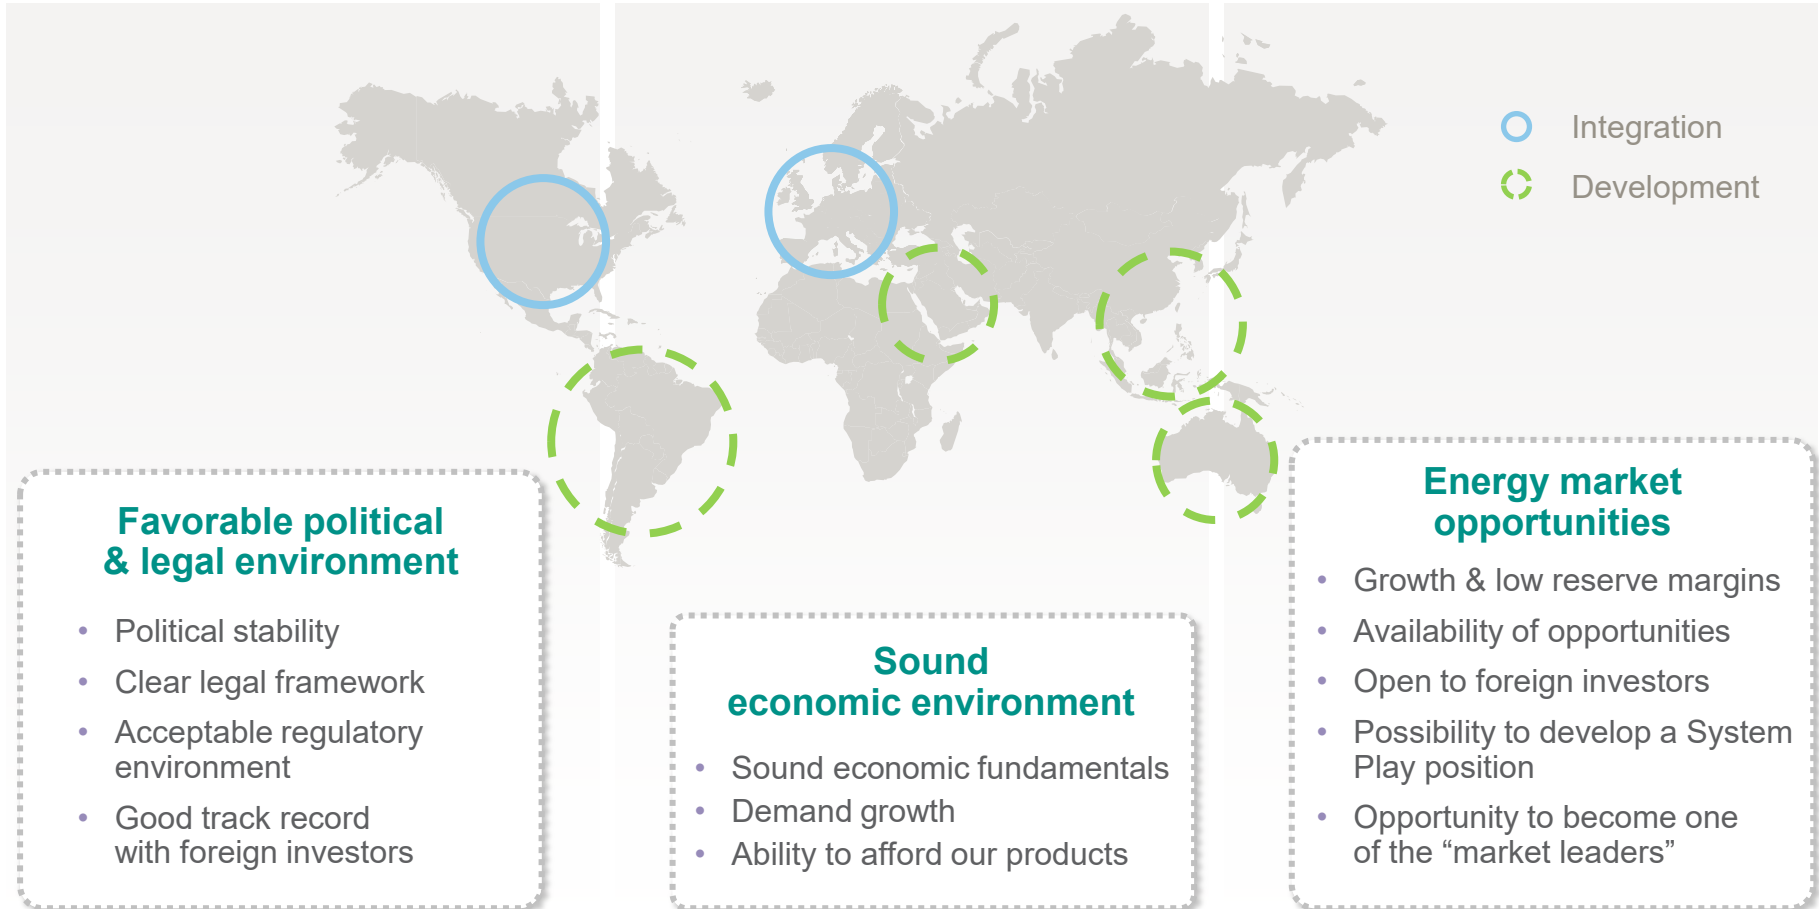 Integration
Development
Favorable political
& legal environment
• Political stability
• Clear legal framework
• Acceptable regulatory
environment
• Good track record
with foreign investors
Sound
economic environment
• Sound economic fundamentals
• Demand growth
• Ability to afford our products
Energy market
opportunities
• Growth & low reserve margins
• Availability of opportunities
• Open to foreign investors
• Possibility to develop a System
Play position
• Opportunity to become one
of the “market leaders”